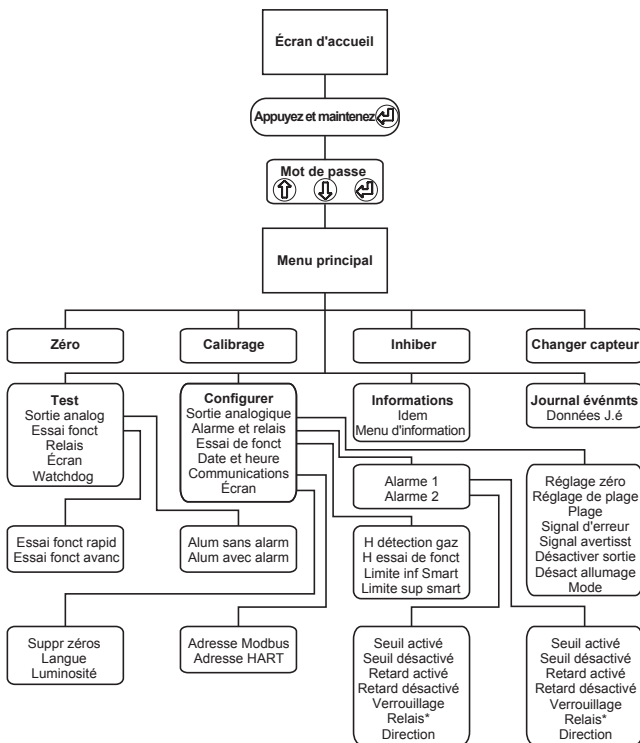 Écran d'accueil
Appuyez et maintenez
Mot de passe
Menu principal
Zéro
Calibrage
Inhiber
Changer capteur
Test
Sortie analog
Essai fonct
Relais
Écran
Watchdog
Configurer
Sortie analogique
Alarme et relais
Essai de fonct
Date et heure
Communications
Écran
Informations
Idem
Menu d'information
Journal événmts
Données J.é
Essai fonct rapid
Essai fonct avanc
Alum sans alarm
Alum avec alarm
Alarme 1
Alarme 2
H détection gaz
H essai de fonct
Limite inf Smart
Limite sup smart
Réglage zéro
Réglage de plage
Plage
Signal d'erreur
Signal avertisst
Désactiver sortie
Désact allumage
Mode
Suppr zéros
Langue
Luminosité
Adresse Modbus
Adresse HART
Seuil activé
Seuil désactivé
Retard activé
Retard désactivé
Verrouillage
Relais*
Direction
Seuil activé
Seuil désactivé
Retard activé
Retard désactivé
Verrouillage
Relais*
Direction